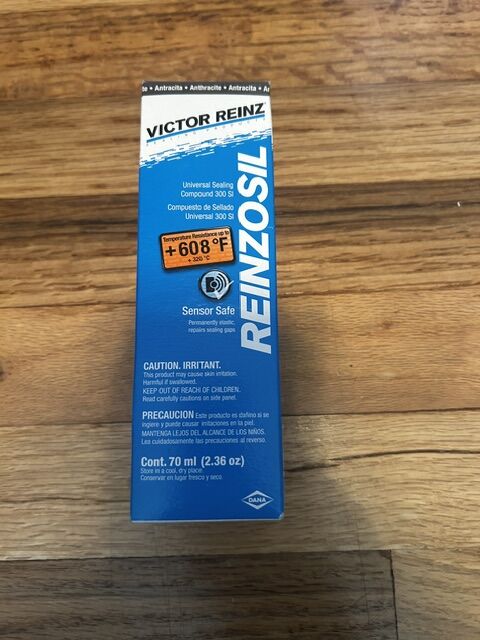 te • Antracita • Anthracite • Antracita • An
VICTOR REINZ
REINZOSIL
Universal Sealing
Compound 300 SI
Compuesto de Sellado
Universal 300 SI
Temperature Resistance up to
+608 °F
+ 320 °C
Sensor Safe
Permanently elastic,
repairs sealing gaps
CAUTION. IRRITANT.
This product may cause skin irritation.
Harmful if swallowed.
KEEP OUT OF REACH! OF CHILDREN.
Read carefully cautions on side panel.
PRECAUCION Este producto es dañino si se
ingiere y puede causar irritaciones en la piel.
MANTENGA LEJOS DEL ALCANCE DE LOS NIÑOS.
Lea cuidadosamente las precauciones al reverso.
Cont. 70 ml (2.36 oz)
Store in a cool, dry place
Conservar en lugar fresco y seco
DANA